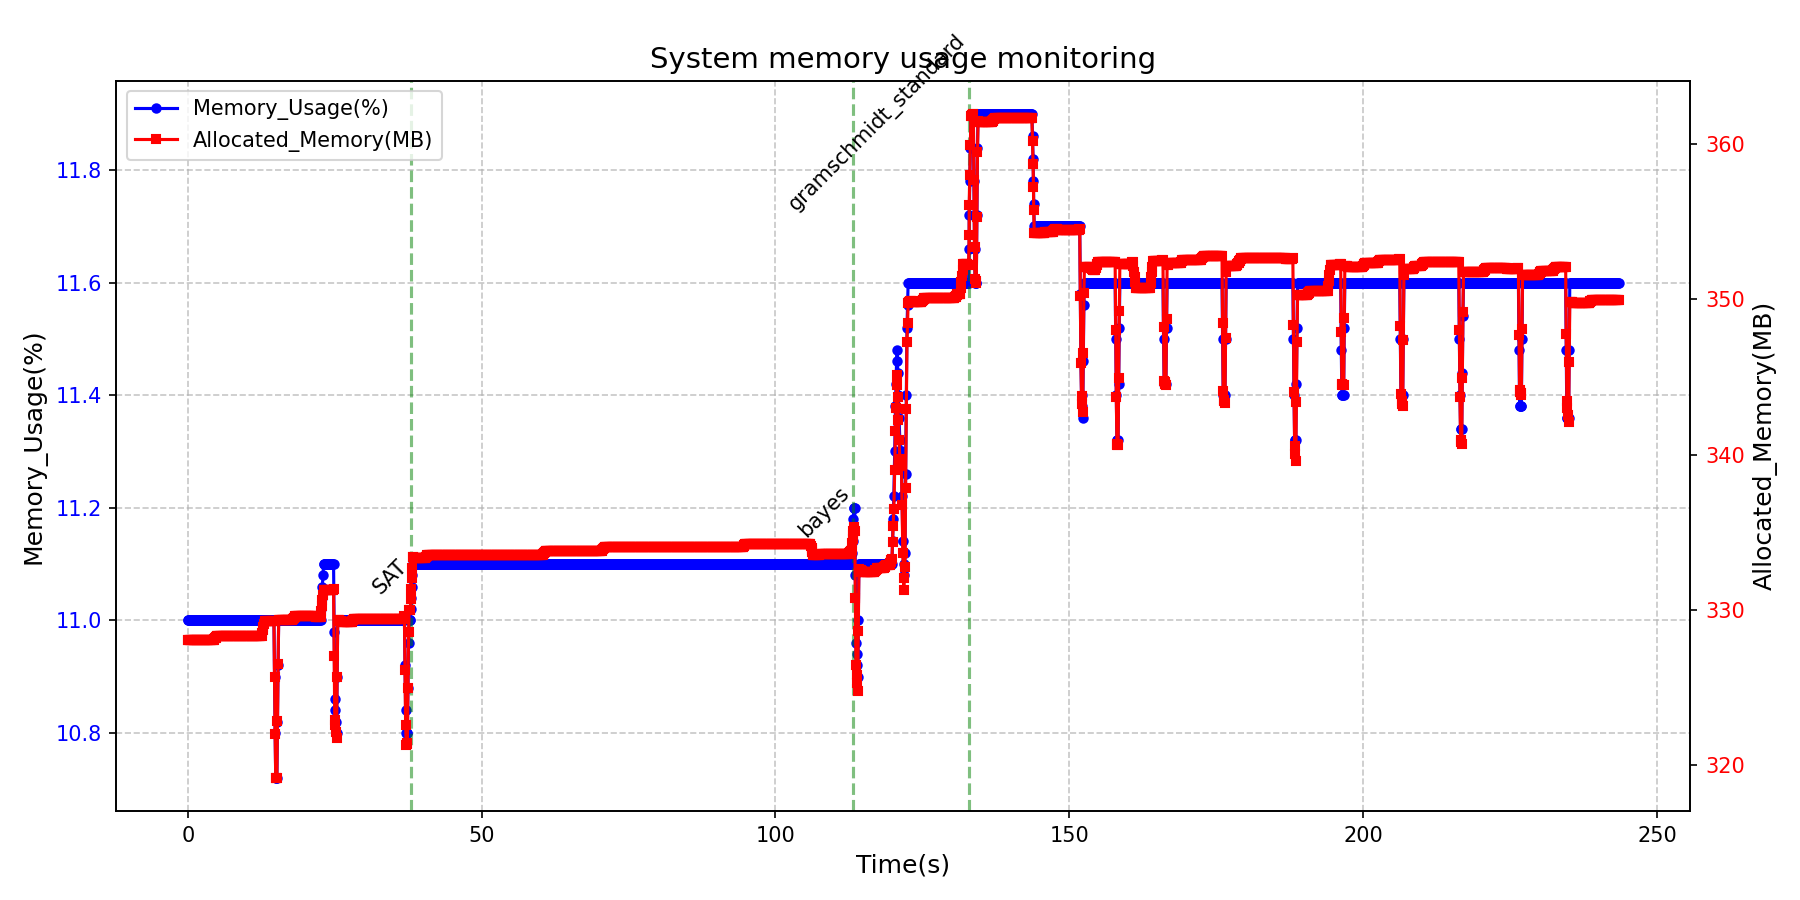 System memory usage monitoring
Memory_Usage(%)
Allocated_Memory(MB)
gramschmidt_standard
bayes
SAT
11.8
11.6
11.4
11.2
11.0
10.8
Memory_Usage(%)
360
350
340
330
320
Allocated_Memory(MB)
0 50 100 150 200 250
Time(s)